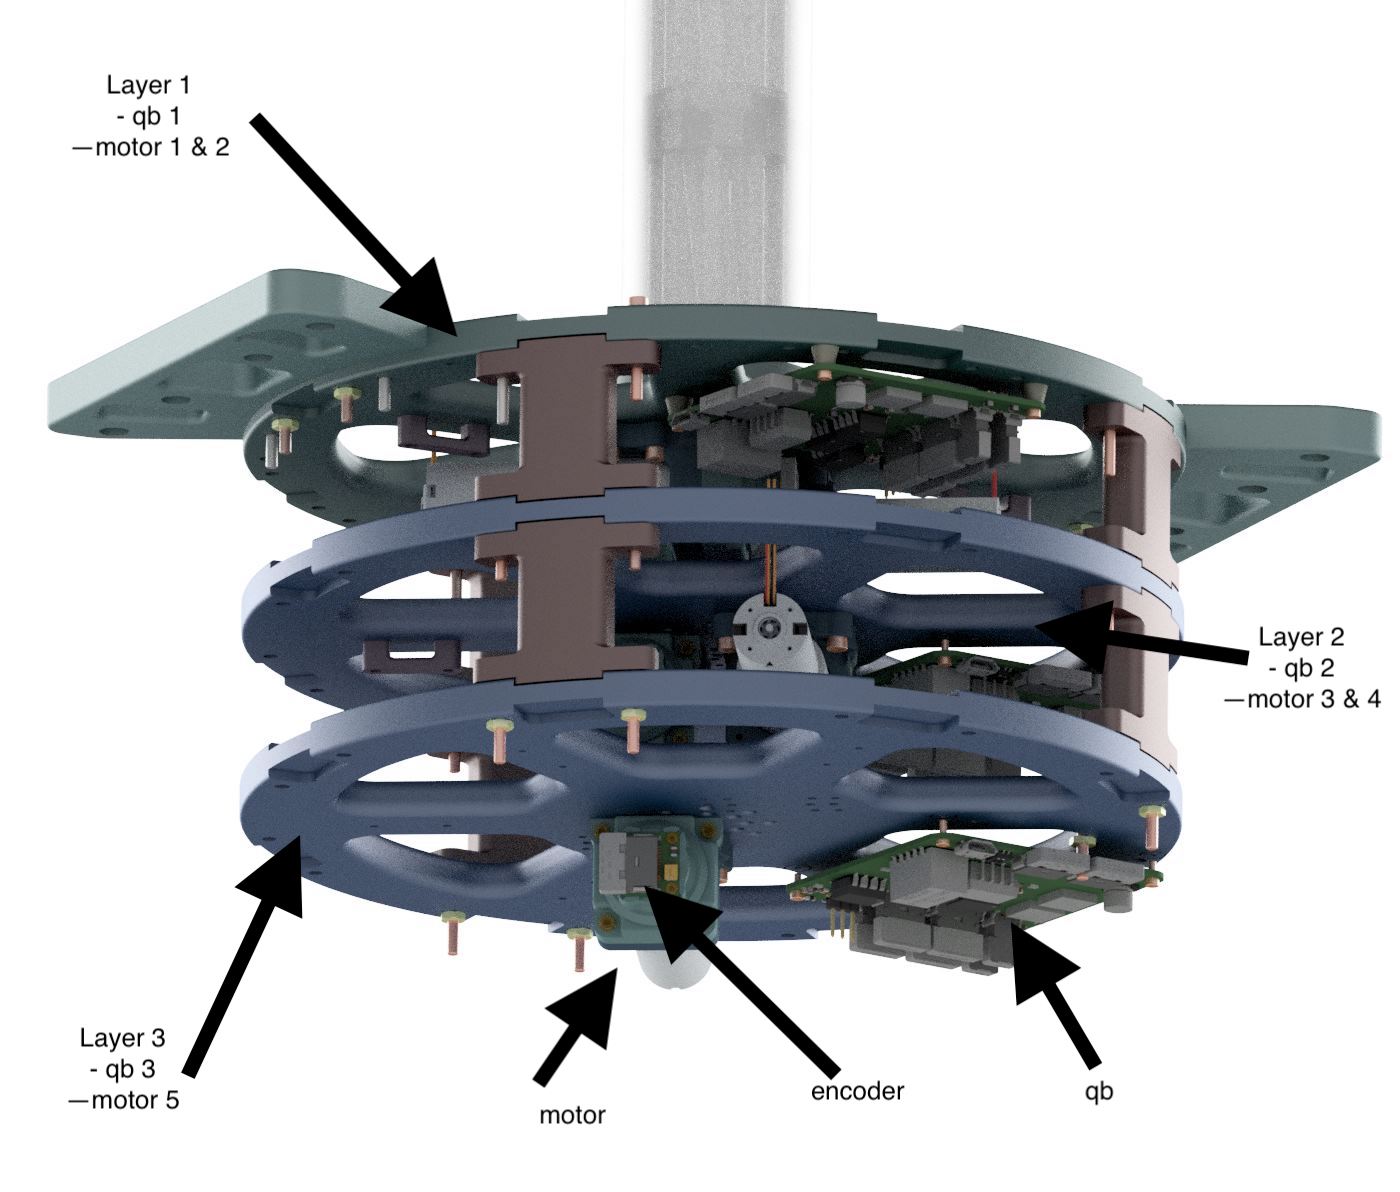 Layer 1
- qb 1
—motor 1 & 2
Layer 2
- qb 2
—motor 3 & 4
Layer 3
- qb 3
—motor 5
motor
encoder
qb